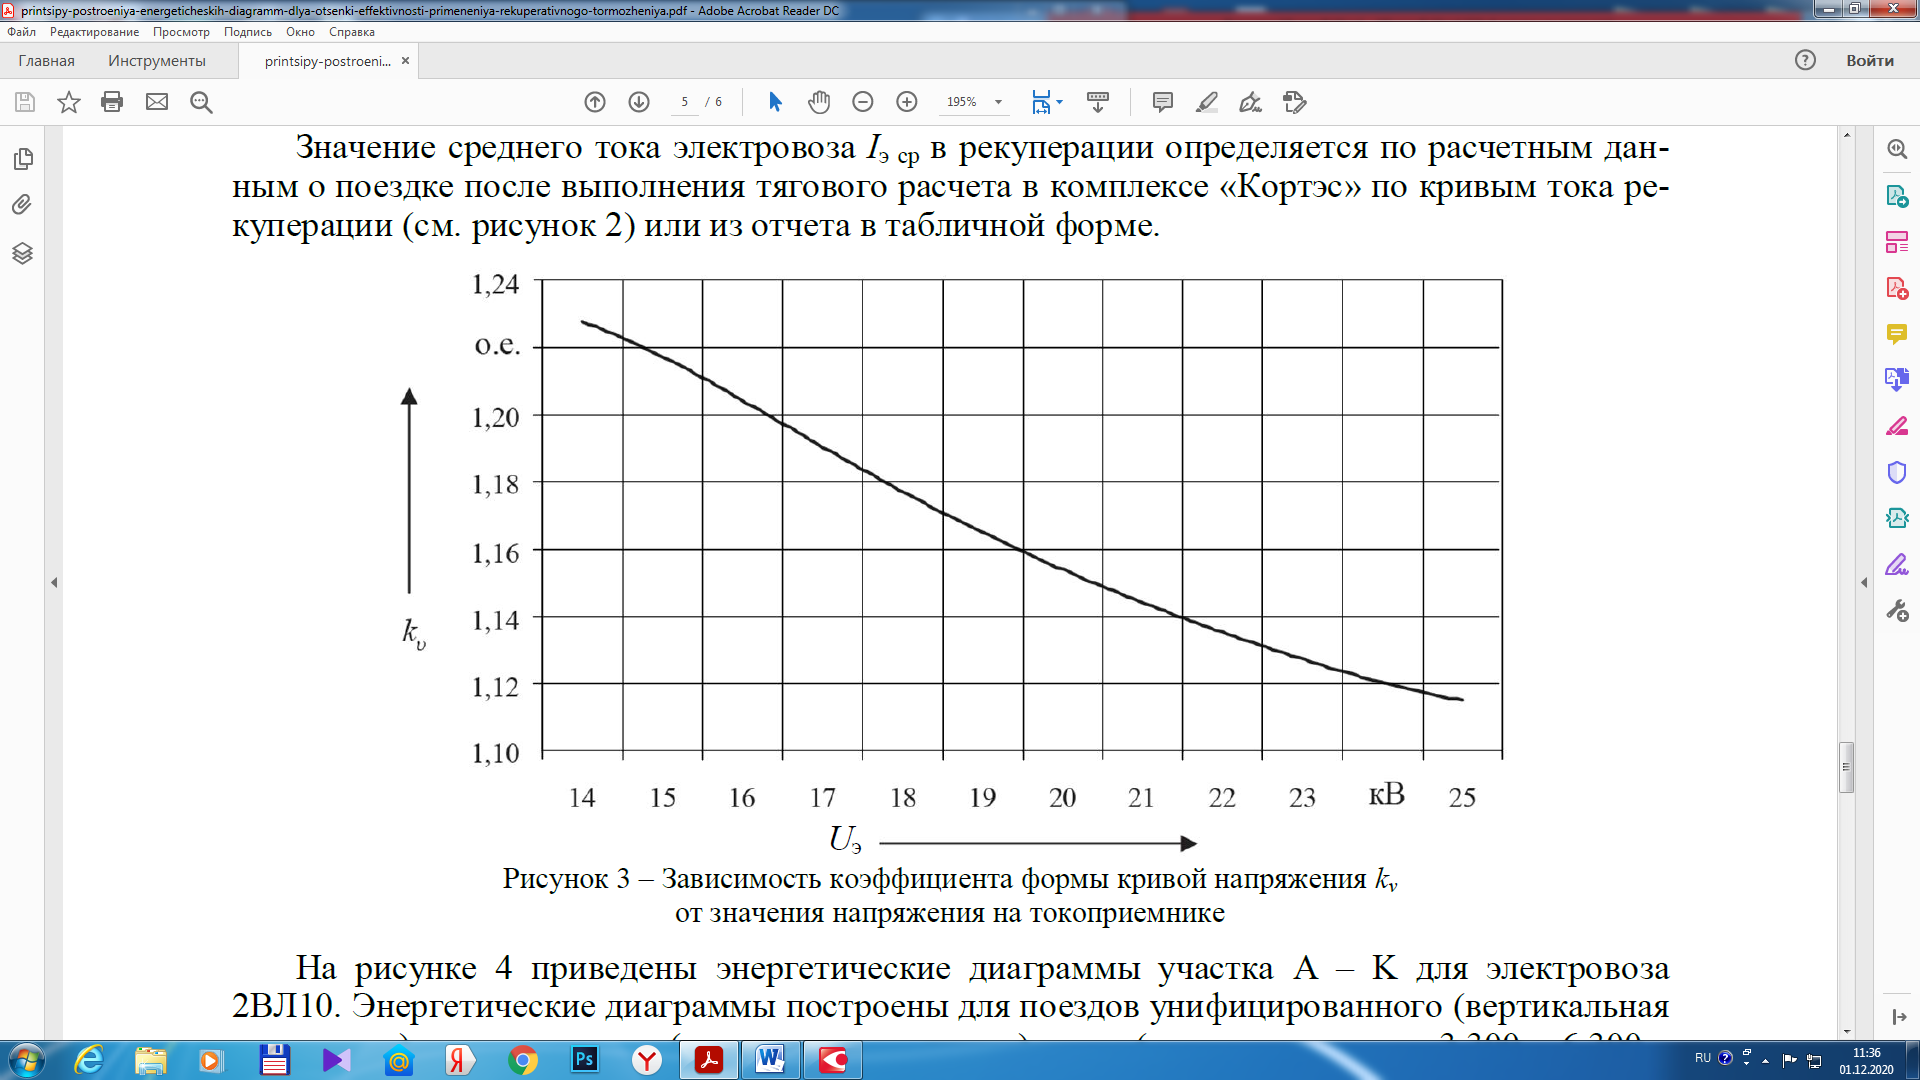 printsipy-postroeniya-energeticheskih-diagramm-dlya-otsenki-effektivnosti-primeneniya-rekuperativnogo-tormozheniya.pdf - Adobe Acrobat Reader DC
Файл Редактирование Просмотр Подпись Окно Справка
Главная Инструменты printsipy-postroeni... × Войти
5 / 6 195%
Значение среднего тока электровоза Iэ ср в рекуперации определяется по расчетным дан-
ным о поездке после выполнения тягового расчета в комплексе «Кортэс» по кривым тока ре-
куперации (см. рисунок 2) или из отчета в табличной форме.
1,24
о.е.
1,20
1,18
1,16
1,14
kυ
1,12
1,10
14 15 16 17 18 19 20 21 22 23 кВ 25
Uэ
Рисунок 3 – Зависимость коэффициента формы кривой напряжения kv
от значения напряжения на токоприемнике
На рисунке 4 приведены энергетические диаграммы участка А – К для электровоза
2ВЛ10. Энергетические диаграммы построены для поездов унифицированного (вертикальная
RU 11:36
01.12.2020